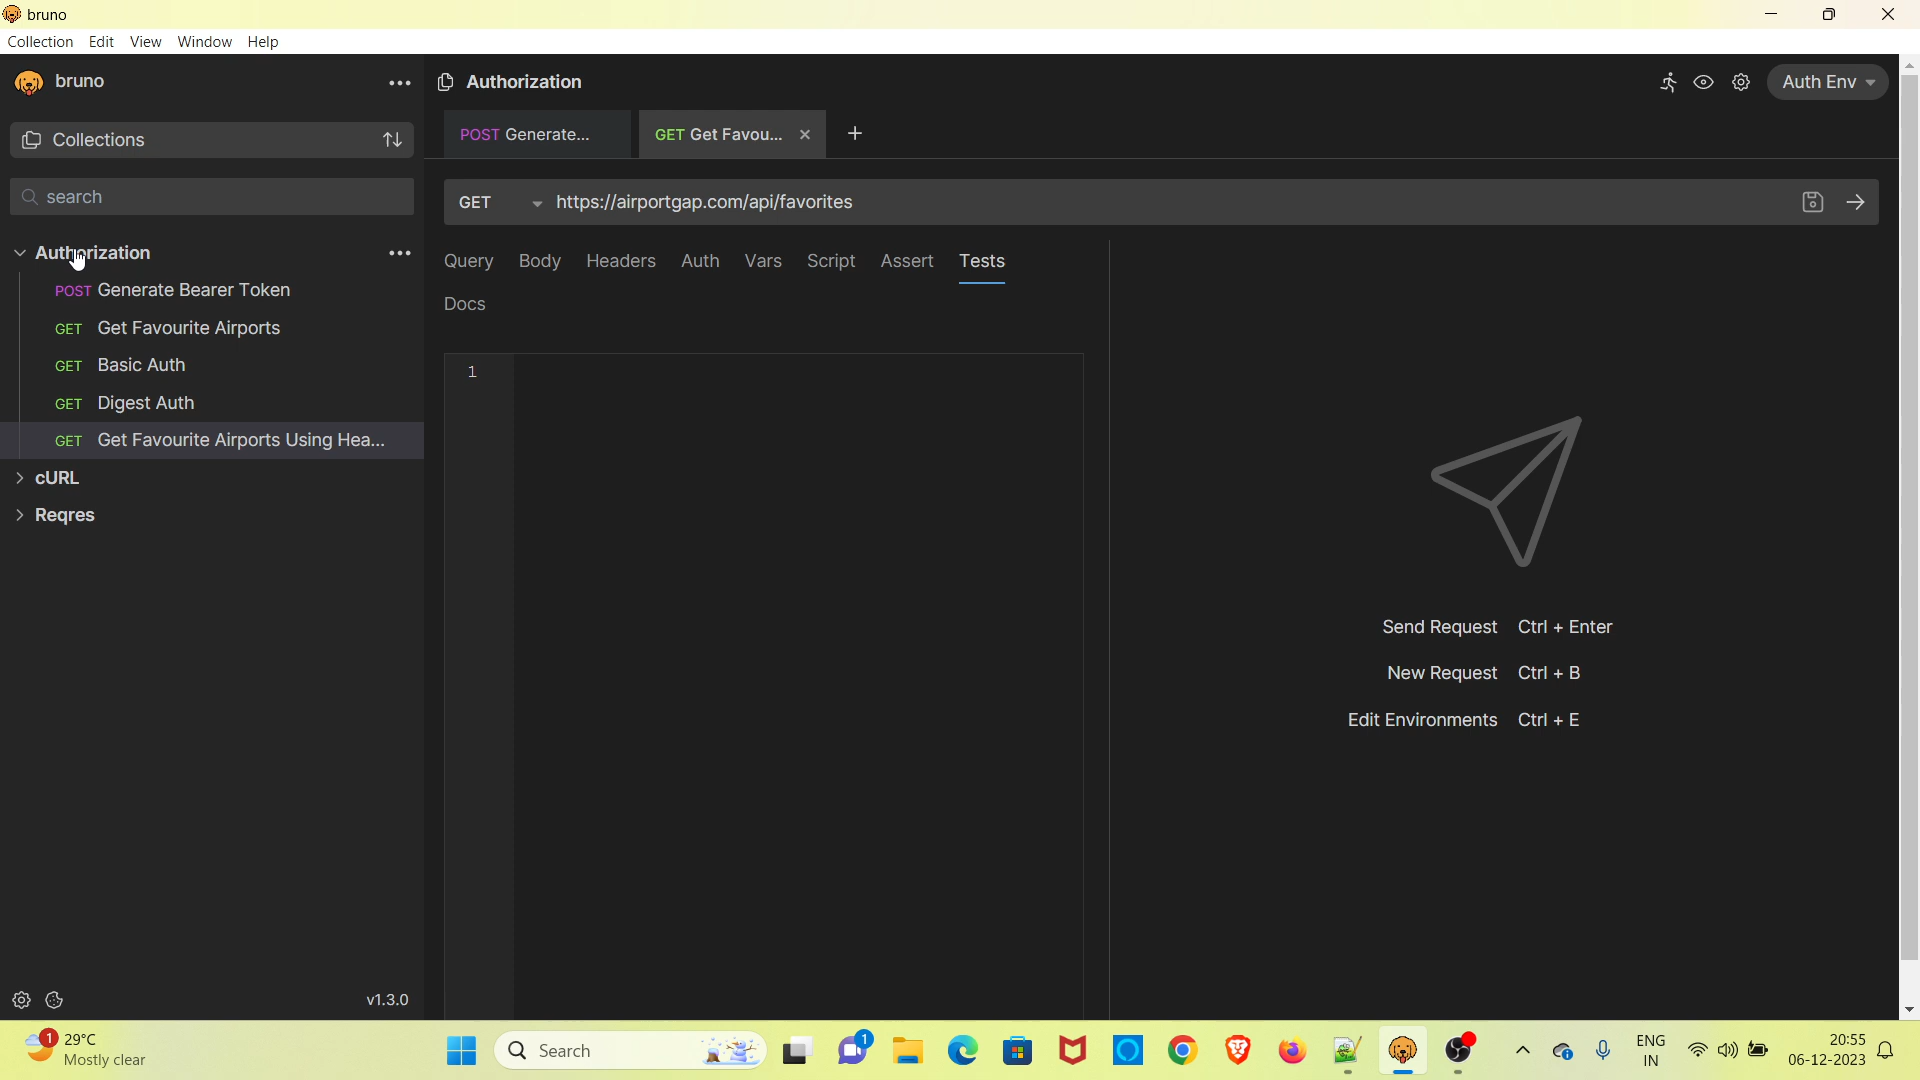 bruno
Collection Edit View Window Help
bruno
Authorization
Auth Env
Collections
POST Generate...
GET Get Favou...
search
GET https://airportgap.com/api/favorites
Authorization
Query Body Headers Auth Vars Script Assert Tests
Docs
POST Generate Bearer Token
GET Get Favourite Airports
GET Basic Auth
GET Digest Auth
GET Get Favourite Airports Using Hea...
cURL
Reqres
1
Send Request Ctrl + Enter
New Request Ctrl + B
Edit Environments Ctrl + E
v1.3.0
1
29°C
Mostly clear
Search
1
ENG
IN
20:55
06-12-2023